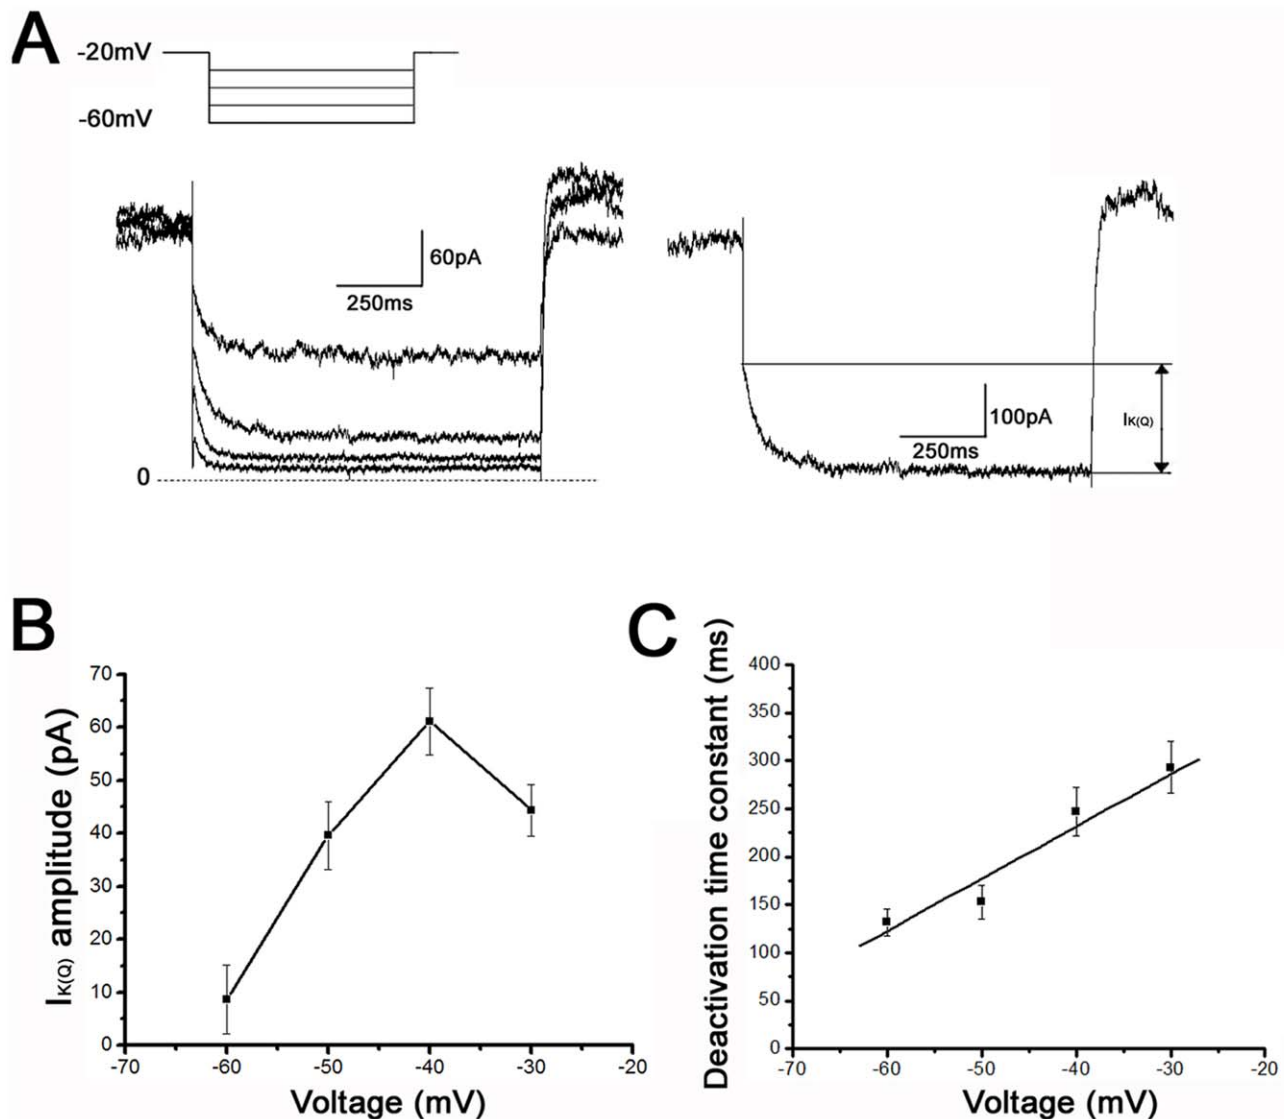 A
-20mV
-60mV
60pA
250ms
0
100pA
250ms
IK(Q)
B
IK(Q) amplitude (pA)
70
60
50
40
30
20
10
0
-70
-60
-50
-40
-30
-20
Voltage (mV)
C
Deactivation time constant (ms)
400
350
300
250
200
150
100
50
0
-70
-60
-50
-40
-30
-20
Voltage (mV)